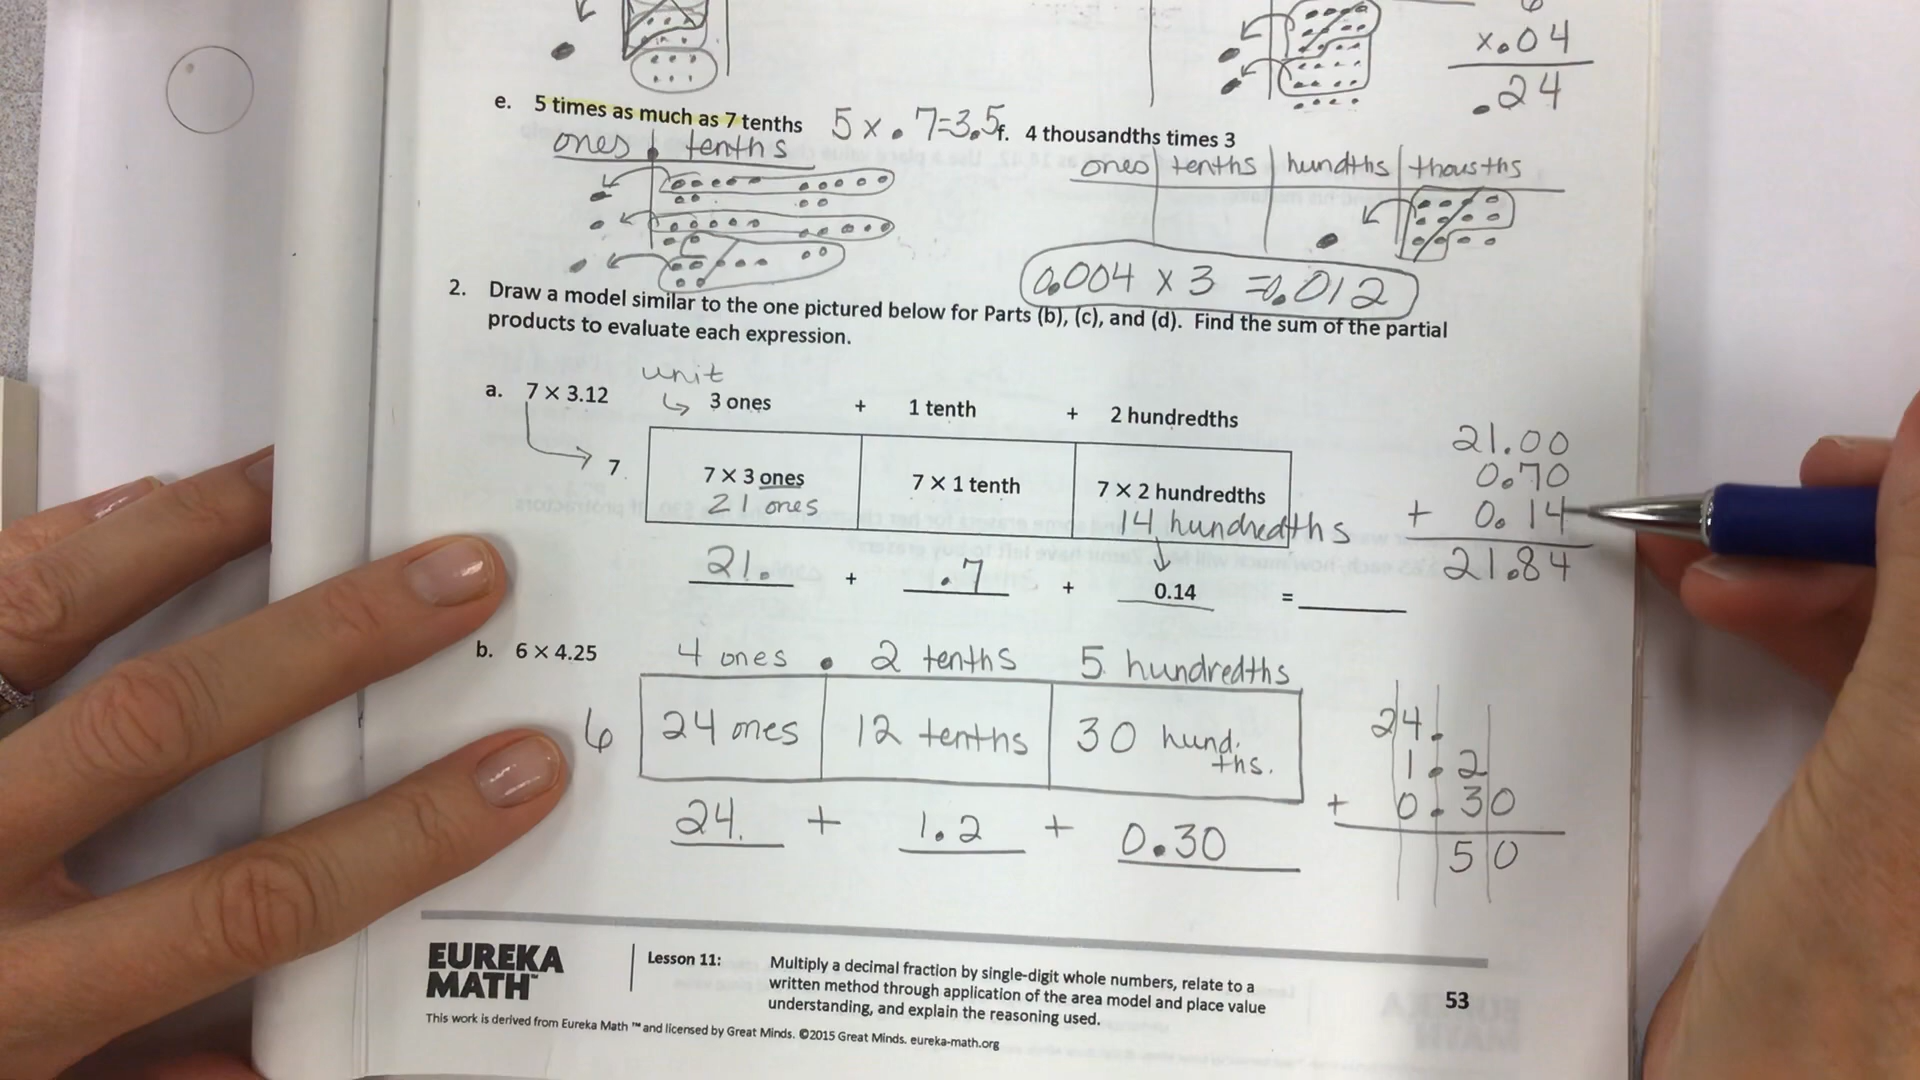 x.04
.24
e. 5 times as much as 7 tenths 5 x .7=3.5
f. 4 thousandths times 3
ones . tenths
ones tenths hundths thousths
0.004 x 3 =0.012
2. Draw a model similar to the one pictured below for Parts (b), (c), and (d). Find the sum of the partial
products to evaluate each expression.
unit
a. 7 × 3.12 3 ones + 1 tenth + 2 hundredths
7 7 × 3 ones 7 × 1 tenth 7 × 2 hundredths
21 ones 14 hundredths
21. + .7 + 0.14 = ______
21.00
0.70
+ 0.14
21.84
b. 6 × 4.25 4 ones . 2 tenths 5 hundredths
6 24 ones 12 tenths 30 hund.
ths.
24. + 1.2 + 0.30
24.
1.2
+ 0.30
50
EUREKA
MATH™
Lesson 11: Multiply a decimal fraction by single-digit whole numbers, relate to a
written method through application of the area model and place value
understanding, and explain the reasoning used.
53
This work is derived from Eureka Math ™ and licensed by Great Minds. ©2015 Great Minds. eureka-math.org